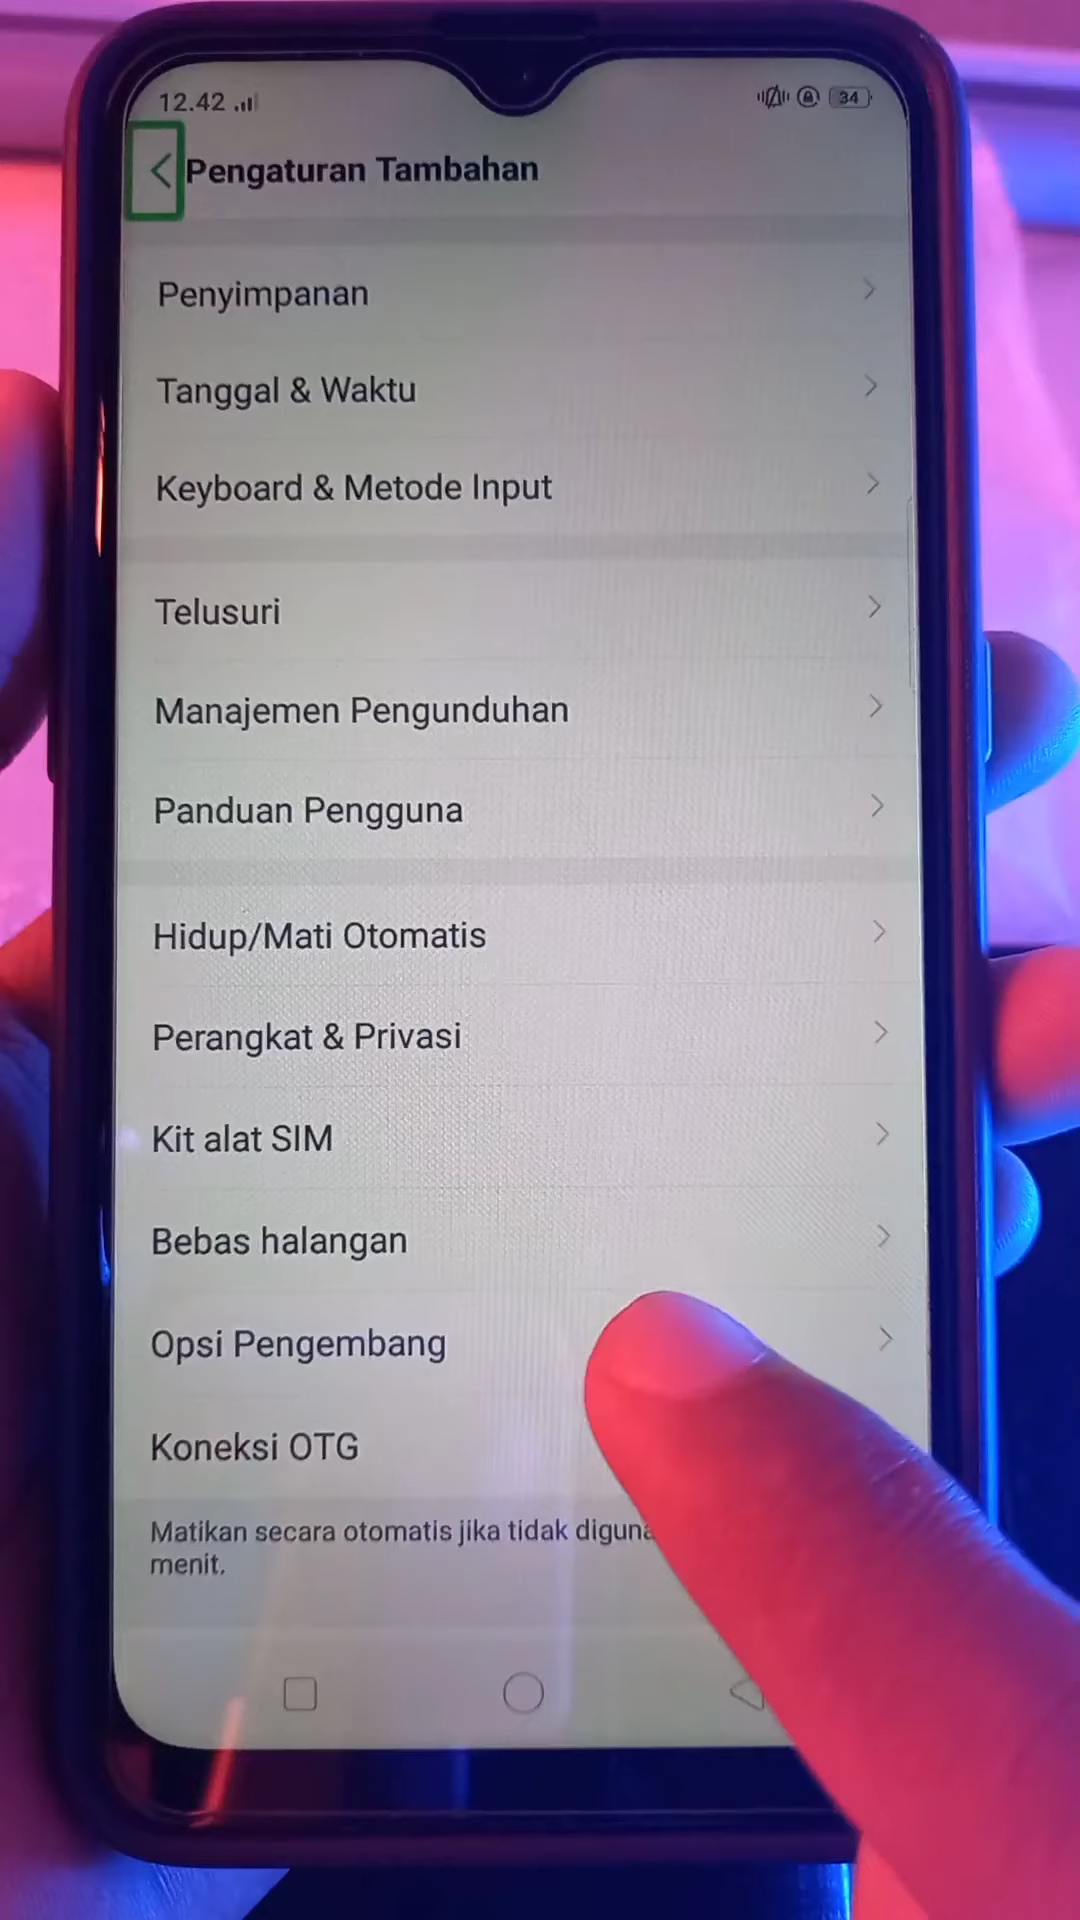 12.42
34
Pengaturan Tambahan
Penyimpanan
Tanggal & Waktu
Keyboard & Metode Input
Telusuri
Manajemen Pengunduhan
Panduan Pengguna
Hidup/Mati Otomatis
Perangkat & Privasi
Kit alat SIM
Bebas halangan
Opsi Pengembang
Koneksi OTG
Matikan secara otomatis jika tidak
menit.